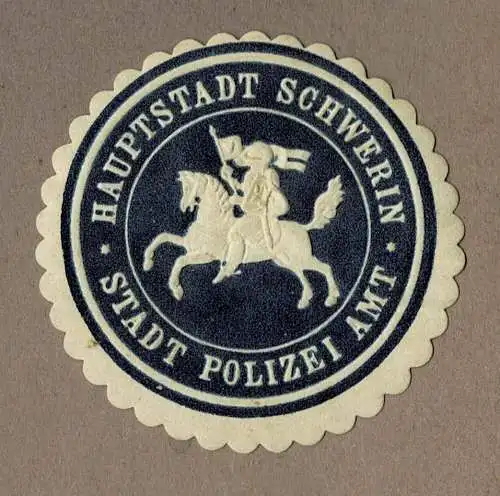 HAUPTSTADT SCHWERIN
* STADT POLIZEI AMT *